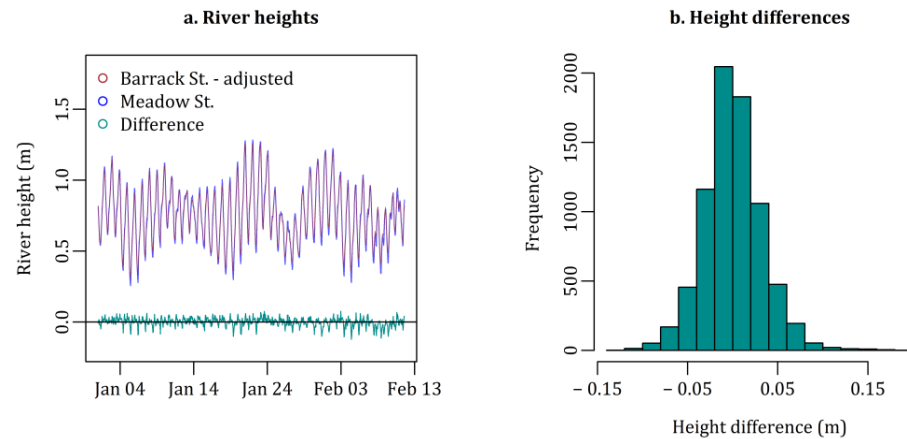 a. River heights
Barrack St. - adjusted
Meadow St.
Difference
River height (m)
1.5
1.0
0.5
0.0
Jan 04
Jan 14
Jan 24
Feb 03
Feb 13
b. Height differences
Frequency
2000
1500
1000
500
0
− 0.15
− 0.05
0.05
0.15
Height difference (m)